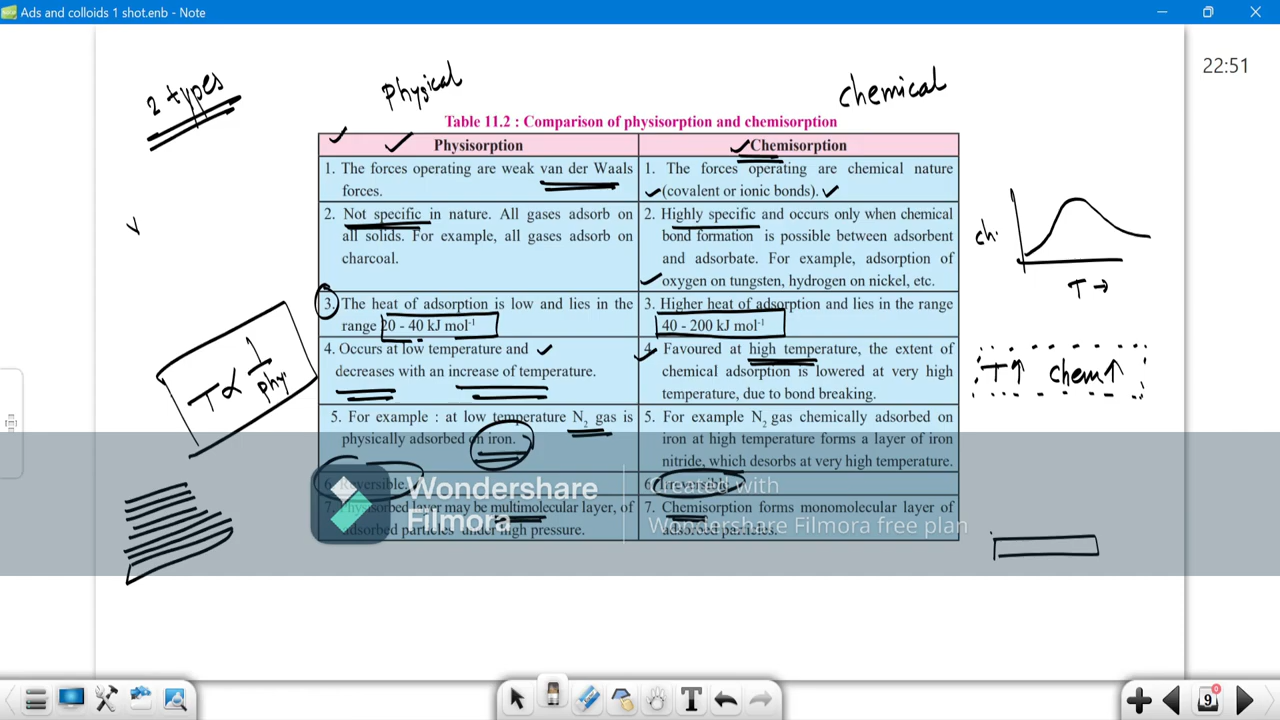 Ads and colloids 1 shot.enb - Note
22:51
2 types
Physical
Chemical
Table 11.2 : Comparison of physisorption and chemisorption
Physisorption
Chemisorption
1. The forces operating are weak van der Waals
forces.
1. The forces operating are chemical nature
(covalent or ionic bonds).
2. Not specific in nature. All gases adsorb on
all solids. For example, all gases adsorb on
charcoal.
2. Highly specific and occurs only when chemical
bond formation is possible between adsorbent
and adsorbate. For example, adsorption of
oxygen on tungsten, hydrogen on nickel, etc.
3. The heat of adsorption is low and lies in the
range 20 - 40 kJ mol⁻¹
3. Higher heat of adsorption and lies in the range
40 - 200 kJ mol⁻¹
4. Occurs at low temperature and
decreases with an increase of temperature.
4. Favoured at high temperature, the extent of
chemical adsorption is lowered at very high
temperature, due to bond breaking.
5. For example : at low temperature N₂ gas is
physically adsorbed on iron.
5. For example N₂ gas chemically adsorbed on
iron at high temperature forms a layer of iron
nitride, which desorbs at very high temperature.
6. Reversible.
6. Irreversible
7. Physisorbed layer may be multimolecular layer, of
adsorbed particles under high pressure.
7. Chemisorption forms monomolecular layer of
adsorbed particles.
ch.
T →
T ∝ 1/phy.
T↑ chem↑
Wondershare
Filmora
Created with
Wondershare Filmora free plan
T
9